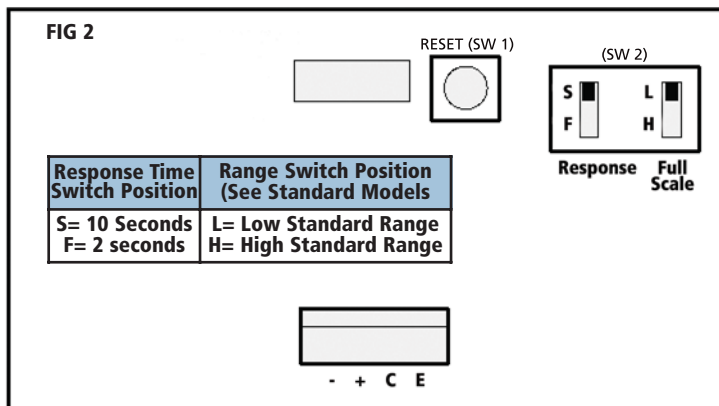 FIG 2
RESET (SW 1)
(SW 2)
S L
F H
Response Full
Scale
Response Time Range Switch Position
Switch Position (See Standard Models
S= 10 Seconds L= Low Standard Range
F= 2 seconds H= High Standard Range
- + C E